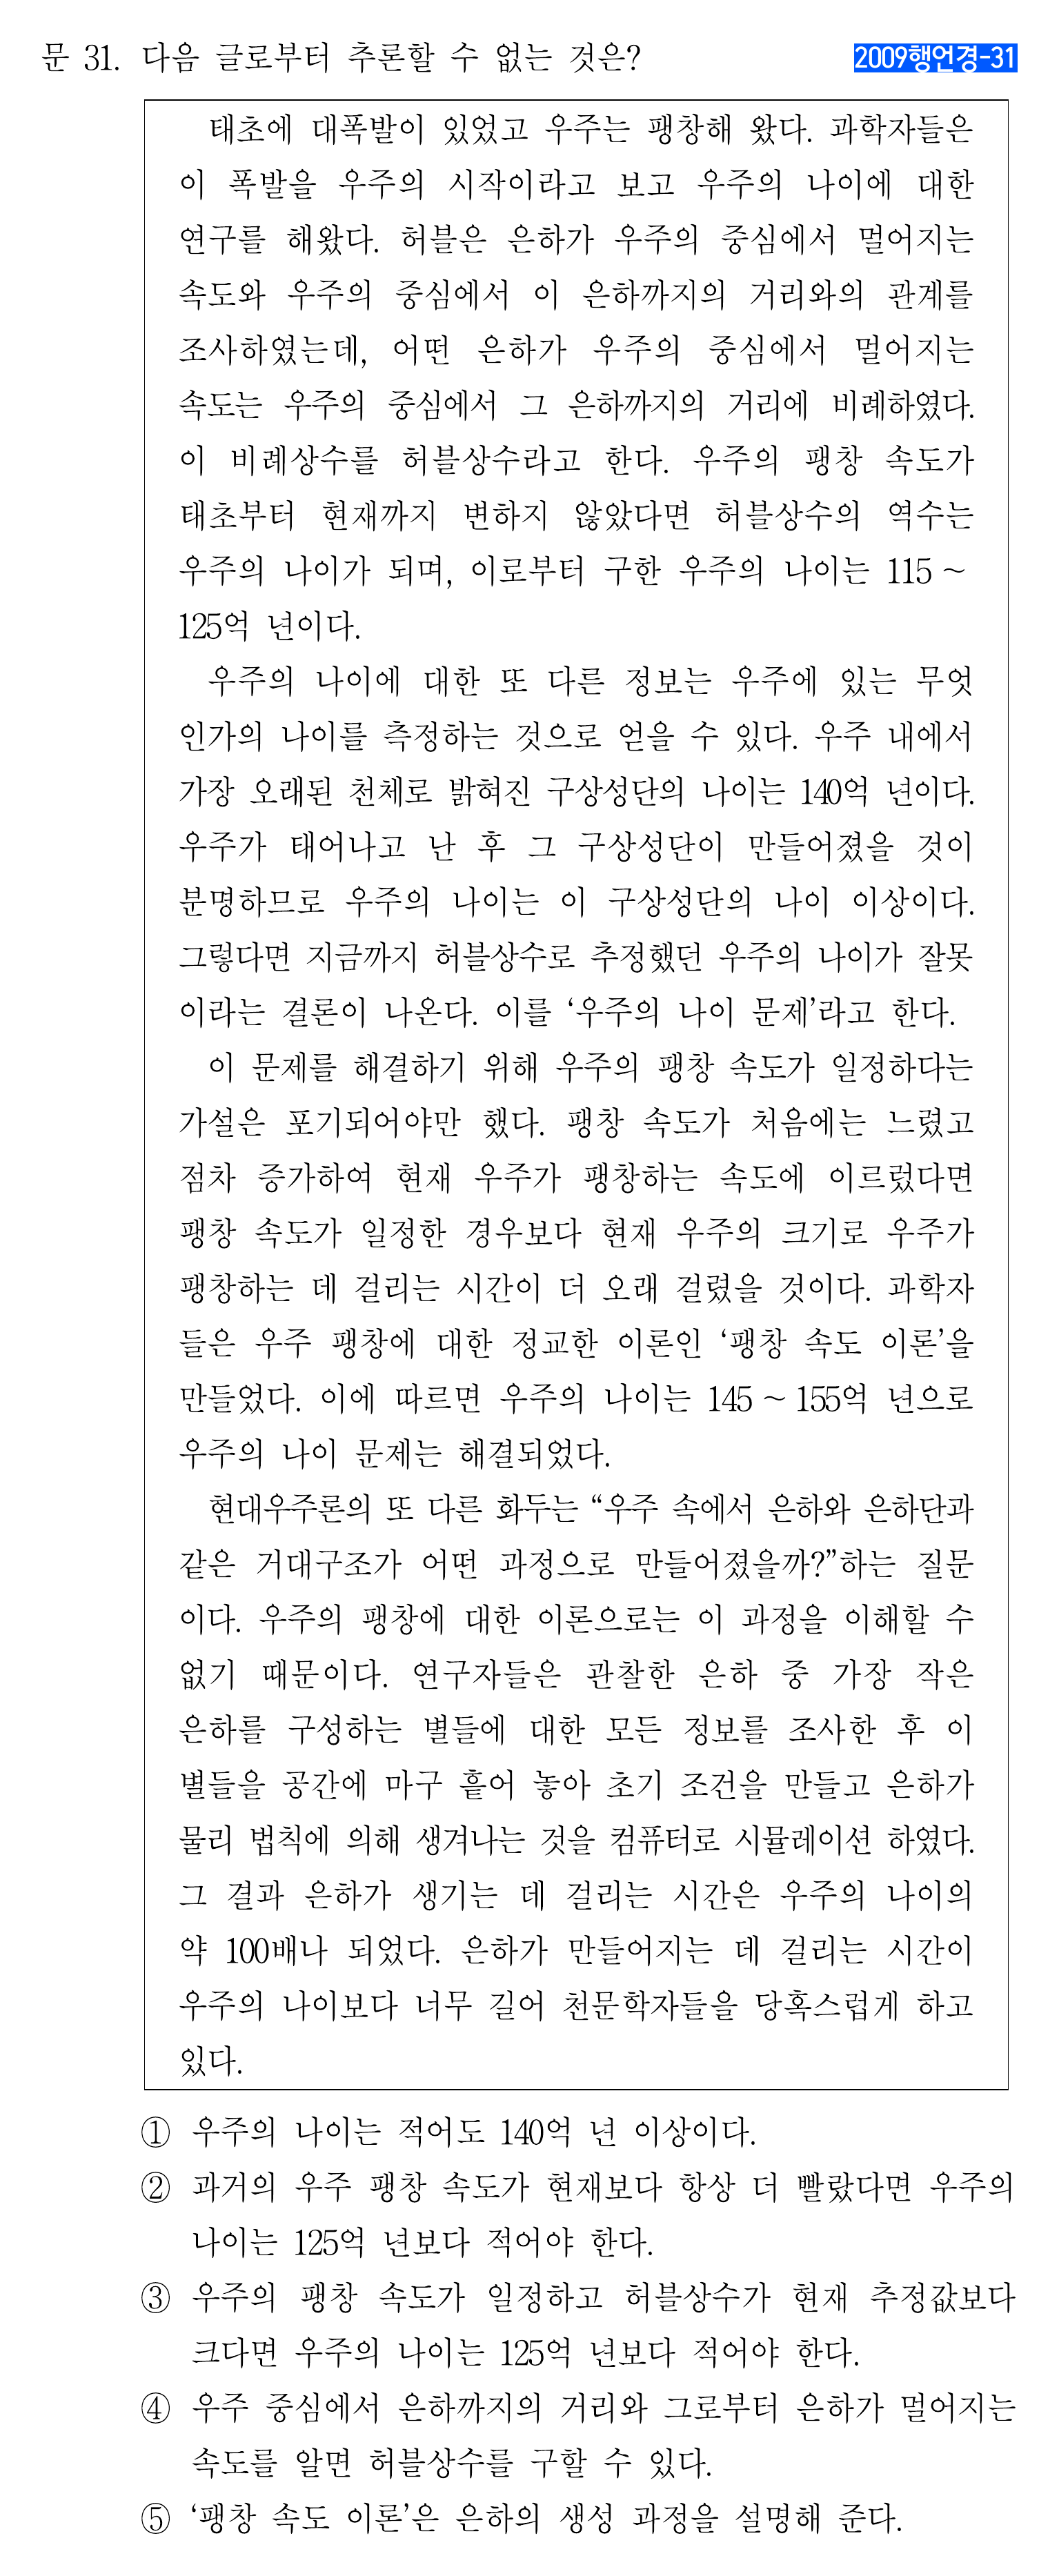 문 31. 다음 글로부터 추론할 수 없는 것은?
2009행언경-31
태초에 대폭발이 있었고 우주는 팽창해 왔다. 과학자들은
이 폭발을 우주의 시작이라고 보고 우주의 나이에 대한
연구를 해왔다. 허블은 은하가 우주의 중심에서 멀어지는
속도와 우주의 중심에서 이 은하까지의 거리와의 관계를
조사하였는데, 어떤 은하가 우주의 중심에서 멀어지는
속도는 우주의 중심에서 그 은하까지의 거리에 비례하였다.
이 비례상수를 허블상수라고 한다. 우주의 팽창 속도가
태초부터 현재까지 변하지 않았다면 허블상수의 역수는
우주의 나이가 되며, 이로부터 구한 우주의 나이는 115 ~
125억 년이다.
우주의 나이에 대한 또 다른 정보는 우주에 있는 무엇
인가의 나이를 측정하는 것으로 얻을 수 있다. 우주 내에서
가장 오래된 천체로 밝혀진 구상성단의 나이는 140억 년이다.
우주가 태어나고 난 후 그 구상성단이 만들어졌을 것이
분명하므로 우주의 나이는 이 구상성단의 나이 이상이다.
그렇다면 지금까지 허블상수로 추정했던 우주의 나이가 잘못
이라는 결론이 나온다. 이를 ‘우주의 나이 문제’라고 한다.
이 문제를 해결하기 위해 우주의 팽창 속도가 일정하다는
가설은 포기되어야만 했다. 팽창 속도가 처음에는 느렸고
점차 증가하여 현재 우주가 팽창하는 속도에 이르렀다면
팽창 속도가 일정한 경우보다 현재 우주의 크기로 우주가
팽창하는 데 걸리는 시간이 더 오래 걸렸을 것이다. 과학자
들은 우주 팽창에 대한 정교한 이론인 ‘팽창 속도 이론’을
만들었다. 이에 따르면 우주의 나이는 145 ~ 155억 년으로
우주의 나이 문제는 해결되었다.
현대우주론의 또 다른 화두는 “우주 속에서 은하와 은하단과
같은 거대구조가 어떤 과정으로 만들어졌을까?”하는 질문
이다. 우주의 팽창에 대한 이론으로는 이 과정을 이해할 수
없기 때문이다. 연구자들은 관찰한 은하 중 가장 작은
은하를 구성하는 별들에 대한 모든 정보를 조사한 후 이
별들을 공간에 마구 흩어 놓아 초기 조건을 만들고 은하가
물리 법칙에 의해 생겨나는 것을 컴퓨터로 시뮬레이션 하였다.
그 결과 은하가 생기는 데 걸리는 시간은 우주의 나이의
약 100배나 되었다. 은하가 만들어지는 데 걸리는 시간이
우주의 나이보다 너무 길어 천문학자들을 당혹스럽게 하고
있다.
① 우주의 나이는 적어도 140억 년 이상이다.
② 과거의 우주 팽창 속도가 현재보다 항상 더 빨랐다면 우주의
나이는 125억 년보다 적어야 한다.
③ 우주의 팽창 속도가 일정하고 허블상수가 현재 추정값보다
크다면 우주의 나이는 125억 년보다 적어야 한다.
④ 우주 중심에서 은하까지의 거리와 그로부터 은하가 멀어지는
속도를 알면 허블상수를 구할 수 있다.
⑤ ‘팽창 속도 이론’은 은하의 생성 과정을 설명해 준다.